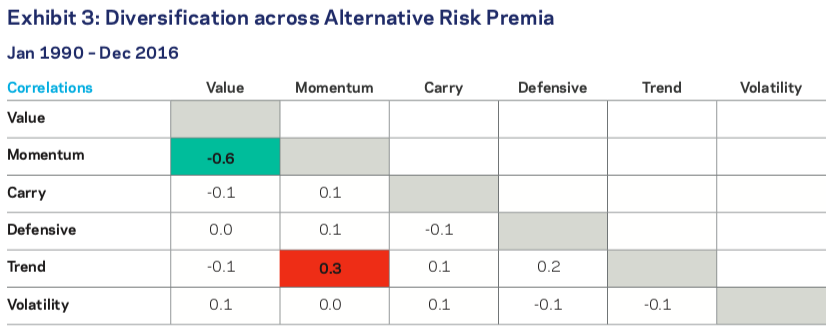 Exhibit 3: Diversification across Alternative Risk Premia
Jan 1990 – Dec 2016
Correlations Value Momentum Carry Defensive Trend Volatility
Value
Momentum -0.6
Carry -0.1 0.1
Defensive 0.0 0.1 -0.1
Trend -0.1 0.3 0.1 0.2
Volatility 0.1 0.0 0.1 -0.1 -0.1